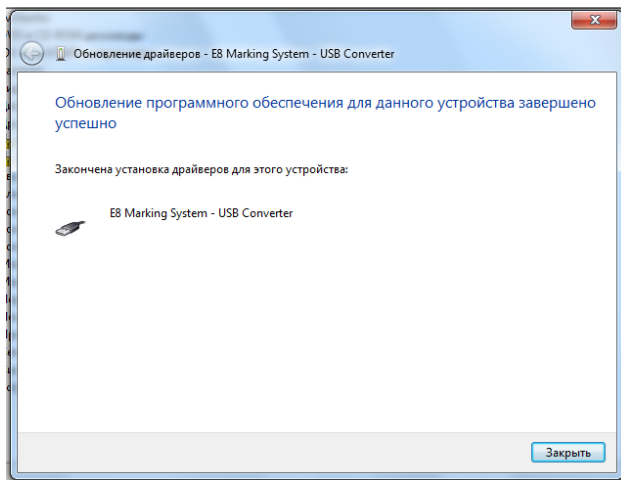 Обновление драйверов - E8 Marking System - USB Converter
Обновление программного обеспечения для данного устройства завершено
успешно
Закончена установка драйверов для этого устройства:
E8 Marking System - USB Converter
Закрыть